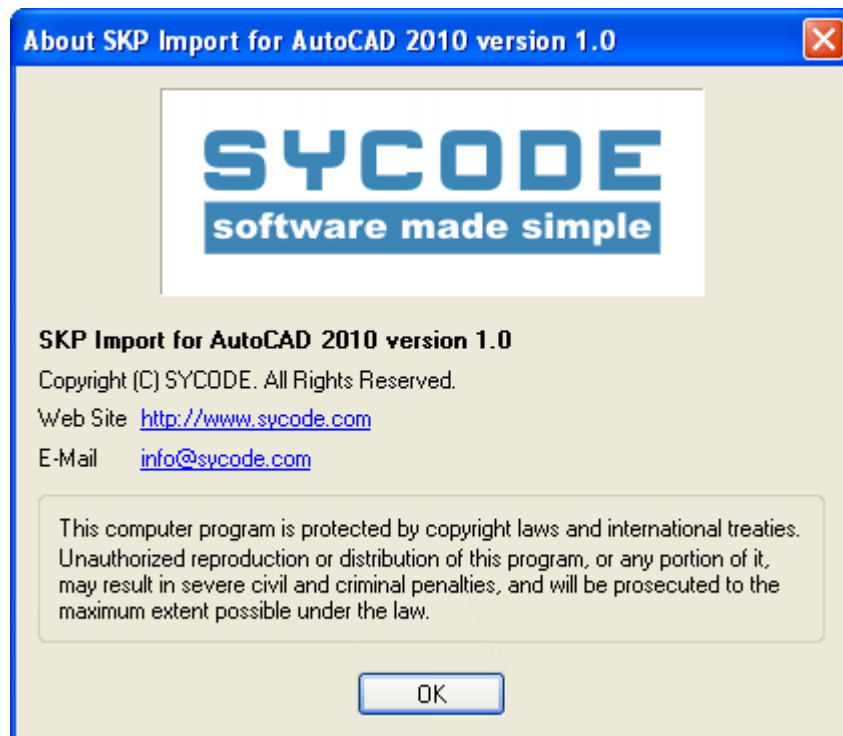 About SKP Import for AutoCAD 2010 version 1.0
SYCODE
software made simple
SKP Import for AutoCAD 2010 version 1.0
Copyright (C) SYCODE. All Rights Reserved.
Web Site http://www.sycode.com
E-Mail info@sycode.com
This computer program is protected by copyright laws and international treaties.
Unauthorized reproduction or distribution of this program, or any portion of it,
may result in severe civil and criminal penalties, and will be prosecuted to the
maximum extent possible under the law.
OK